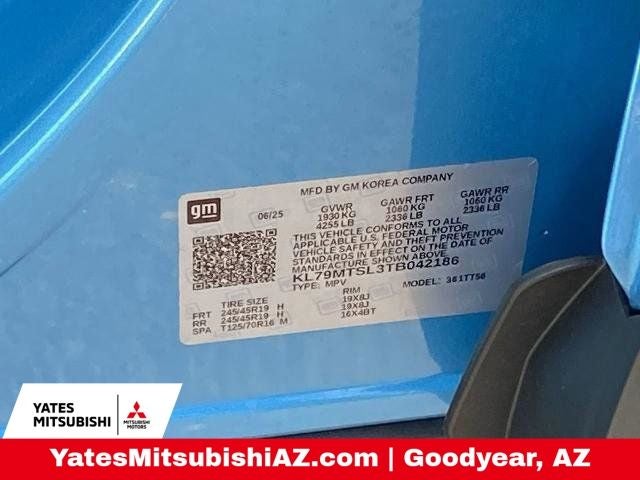 MFD BY GM KOREA COMPANY
gm
06/25
GVWR GAWR FRT GAWR RR
1930 KG 1060 KG 1060 KG
4255 LB 2336 LB 2336 LB
THIS VEHICLE CONFORMS TO ALL
APPLICABLE U.S. FEDERAL MOTOR
VEHICLE SAFETY AND THEFT PREVENTION
STANDARDS IN EFFECT ON THE DATE OF
MANUFACTURE SHOWN ABOVE.
KL79MTSL3TB042186
TYPE: MPV MODEL: 361TT56
TIRE SIZE RIM
FRT 245/45R19 H 19X8J
RR 245/45R19 H 19X8J
SPA T125/70R16 M 16X4BT
YATES
MITSUBISHI
MITSUBISHI
MOTORS
YatesMitsubishiAZ.com | Goodyear, AZ